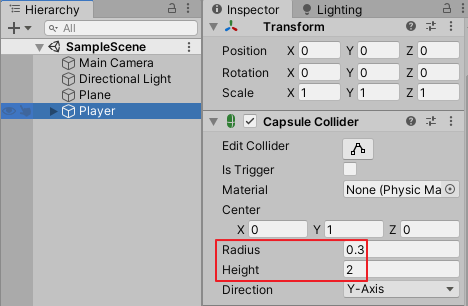 Hierarchy
All
SampleScene
Main Camera
Directional Light
Plane
Player
Inspector
Lighting
Transform
Position X 0 Y 0 Z 0
Rotation X 0 Y 0 Z 0
Scale X 1 Y 1 Z 1
Capsule Collider
Edit Collider
Is Trigger
Material None (Physic Ma
Center
X 0 Y 1 Z 0
Radius 0.3
Height 2
Direction Y-Axis